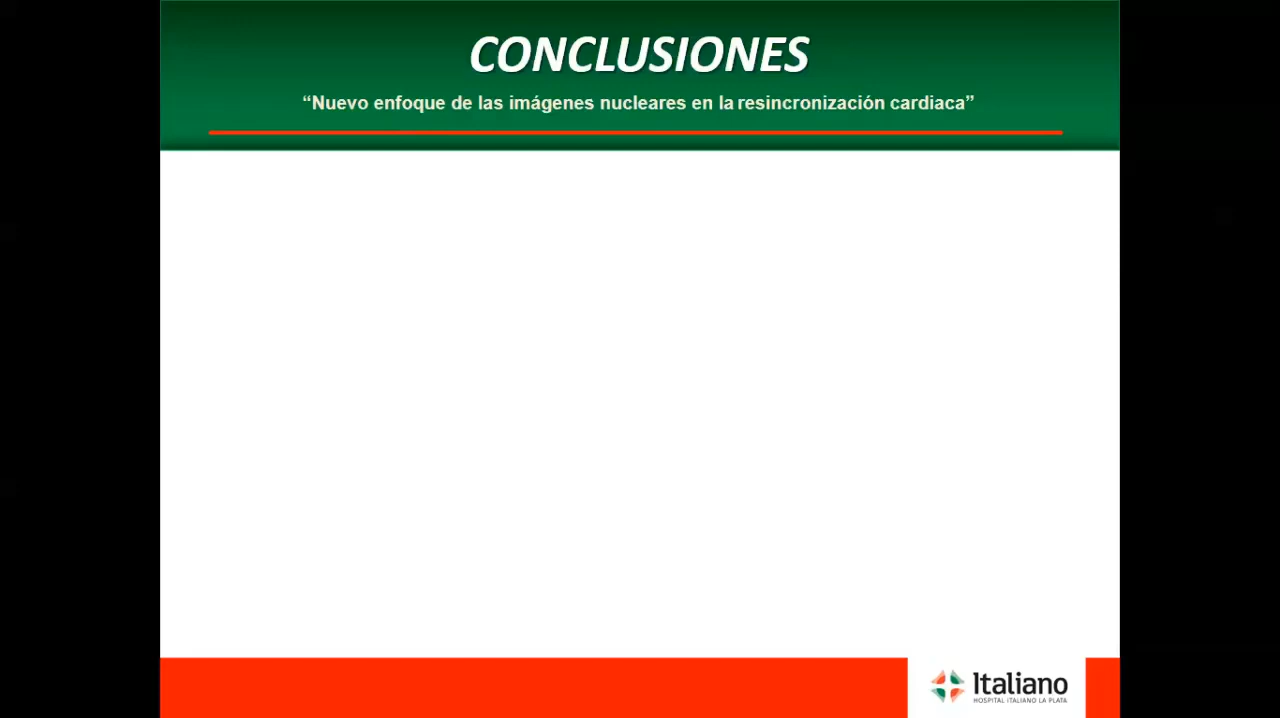 CONCLUSIONES
“Nuevo enfoque de las imágenes nucleares en la resincronización cardiaca”
Italiano
HOSPITAL ITALIANO LA PLATA